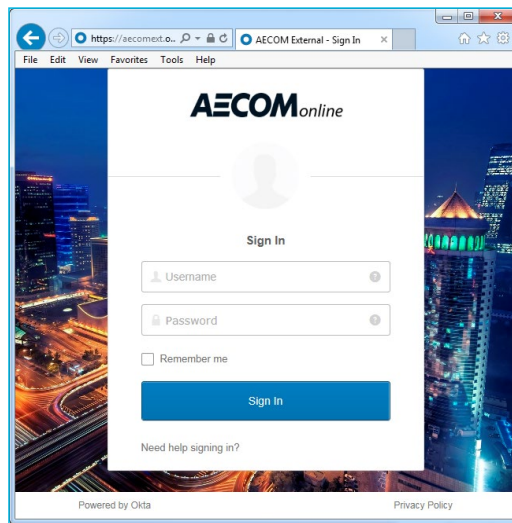 https://aecomext.o..
AECOM External - Sign In
File Edit View Favorites Tools Help
AECOMonline
Sign In
Username
Password
Remember me
Sign In
Need help signing in?
Powered by Okta Privacy Policy